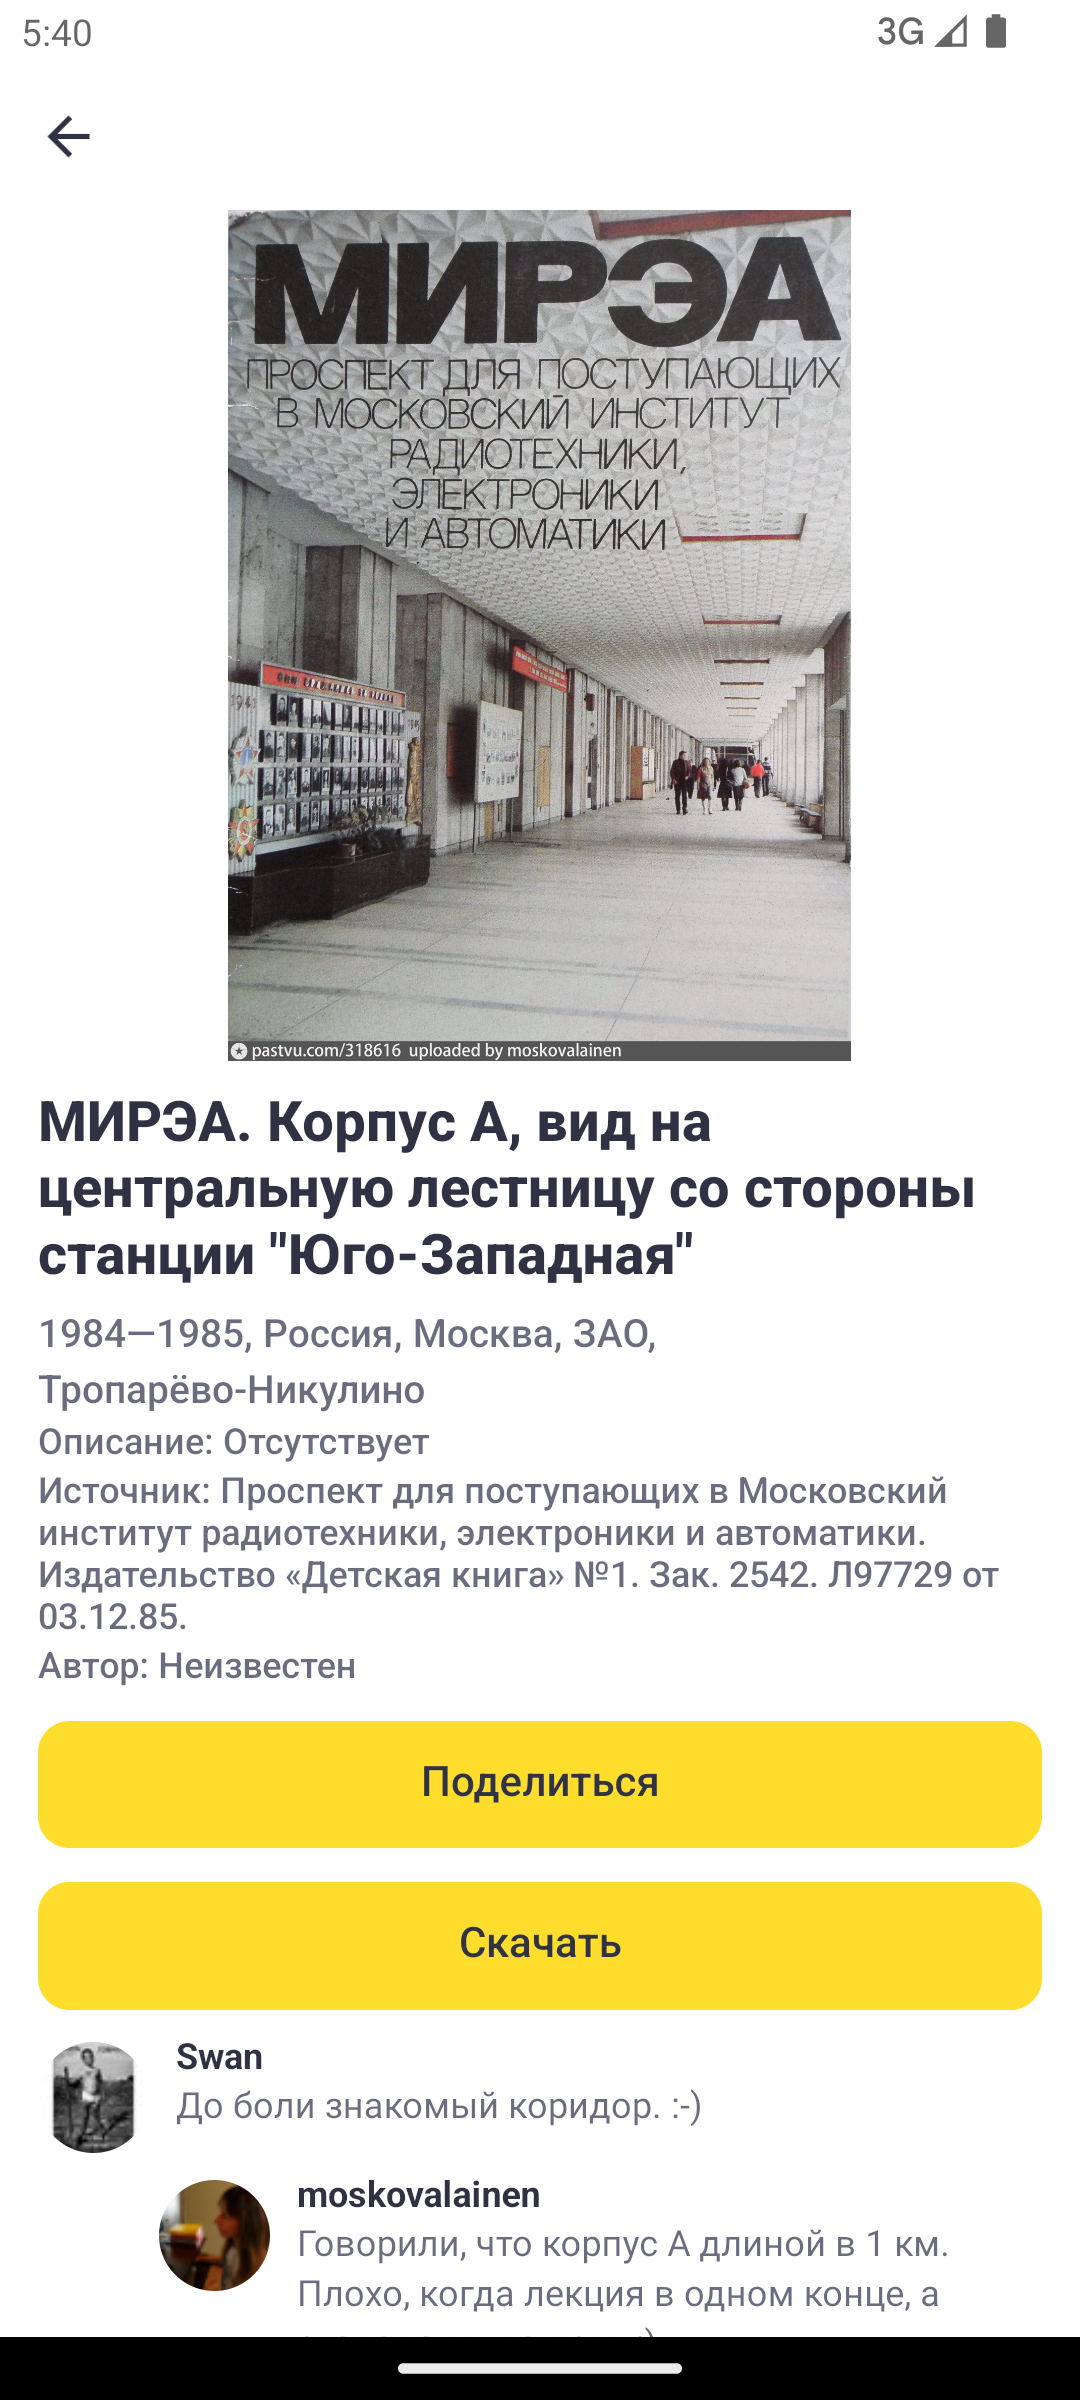 5:40
3G
МИРЭА
ПРОСПЕКТ ДЛЯ ПОСТУПАЮЩИХ
В МОСКОВСКИЙ ИНСТИТУТ
РАДИОТЕХНИКИ,
ЭЛЕКТРОНИКИ
И АВТОМАТИКИ
1941
pastvu.com/318616 uploaded by moskovalainen
МИРЭА. Корпус А, вид на
центральную лестницу со стороны
станции "Юго-Западная"
1984—1985, Россия, Москва, ЗАО,
Тропарёво-Никулино
Описание: Отсутствует
Источник: Проспект для поступающих в Московский
институт радиотехники, электроники и автоматики.
Издательство «Детская книга» №1. Зак. 2542. Л97729 от
03.12.85.
Автор: Неизвестен
Поделиться
Скачать
Swan
До боли знакомый коридор. :-)
moskovalainen
Говорили, что корпус А длиной в 1 км.
Плохо, когда лекция в одном конце, а